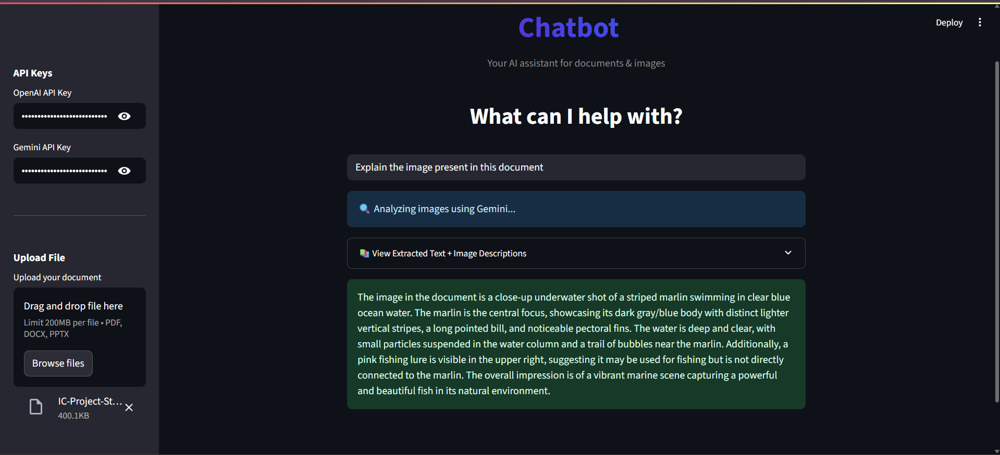 Deploy
Chatbot
Your AI assistant for documents & images
API Keys
OpenAI API Key
Gemini API Key
Upload File
Upload your document
Drag and drop file here
Limit 200MB per file • PDF,
DOCX, PPTX
Browse files
IC-Project-St...
400.1KB
What can I help with?
Explain the image present in this document
Analyzing images using Gemini...
View Extracted Text + Image Descriptions
The image in the document is a close-up underwater shot of a striped marlin swimming in clear blue
ocean water. The marlin is the central focus, showcasing its dark gray/blue body with distinct lighter
vertical stripes, a long pointed bill, and noticeable pectoral fins. The water is deep and clear, with
small particles suspended in the water column and a trail of bubbles near the marlin. Additionally, a
pink fishing lure is visible in the upper right, suggesting it may be used for fishing but is not directly
connected to the marlin. The overall impression is of a vibrant marine scene capturing a powerful
and beautiful fish in its natural environment.